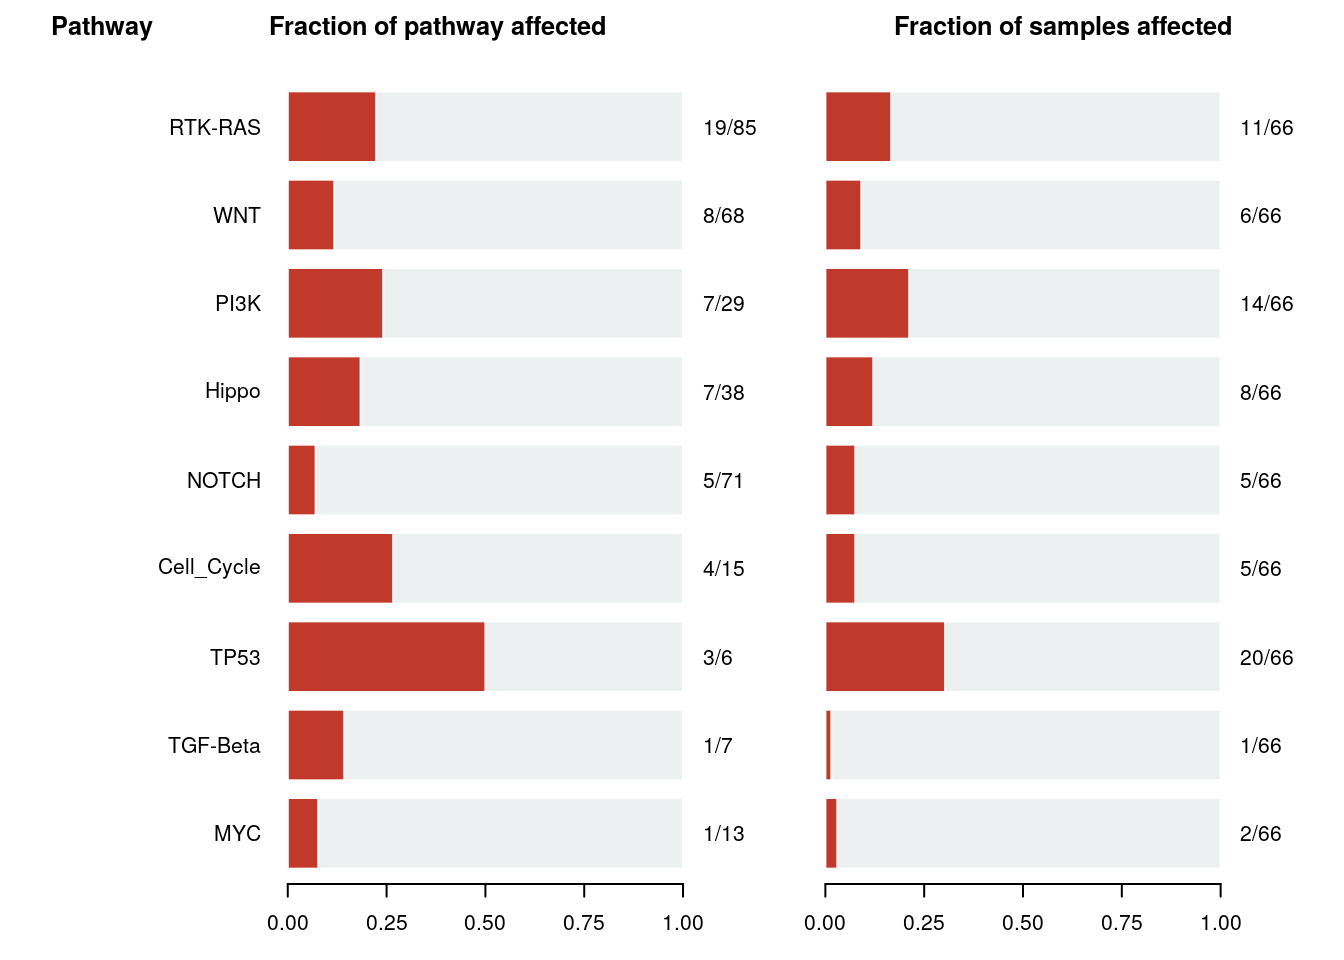 Pathway Fraction of pathway affected Fraction of samples affected
RTK-RAS 19/85 11/66
WNT 8/68 6/66
PI3K 7/29 14/66
Hippo 7/38 8/66
NOTCH 5/71 5/66
Cell_Cycle 4/15 5/66
TP53 3/6 20/66
TGF-Beta 1/7 1/66
MYC 1/13 2/66
0.00 0.25 0.50 0.75 1.00 0.00 0.25 0.50 0.75 1.00